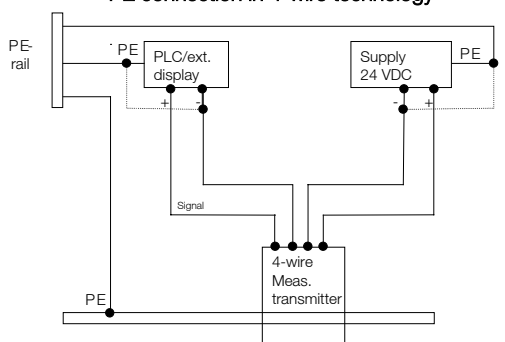 PE connection in 4-wire technology
PE-
rail
PE
PLC/ext.
display
Supply
24 VDC
PE
+
-
-
+
Signal
4-wire
Meas.
transmitter
PE